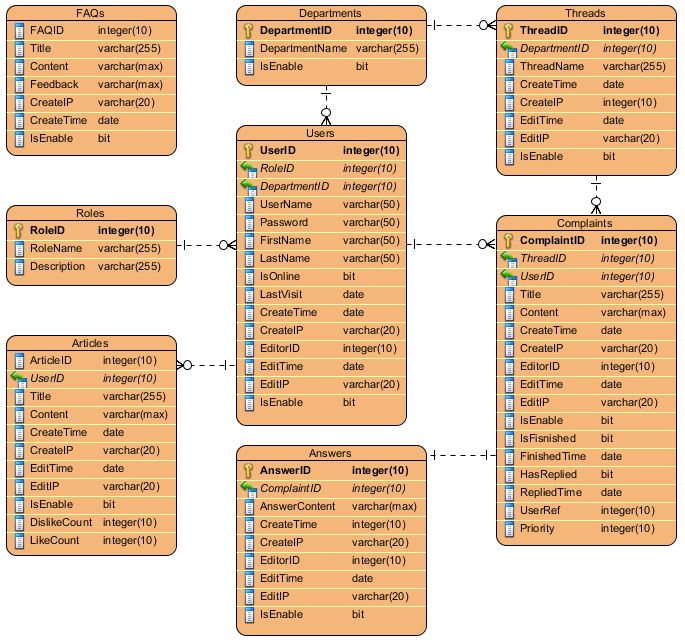 FAQs
FAQID integer(10)
Title varchar(255)
Content varchar(max)
Feedback varchar(max)
CreateIP varchar(20)
CreateTime date
IsEnable bit
Departments
DepartmentID integer(10)
DepartmentName varchar(255)
IsEnable bit
Threads
ThreadID integer(10)
DepartmentID integer(10)
ThreadName varchar(255)
CreateTime date
CreateIP integer(10)
EditTime date
EditIP varchar(20)
IsEnable bit
Users
UserID integer(10)
RoleID integer(10)
DepartmentID integer(10)
UserName varchar(50)
Password varchar(50)
FirstName varchar(50)
LastName varchar(50)
IsOnline bit
LastVisit date
CreateTime date
CreateIP varchar(20)
EditorID integer(10)
EditTime date
EditIP varchar(20)
IsEnable bit
Roles
RoleID integer(10)
RoleName varchar(255)
Description varchar(255)
Complaints
ComplaintID integer(10)
ThreadID integer(10)
UserID integer(10)
Title varchar(255)
Content varchar(max)
CreateTime date
CreateIP varchar(20)
EditorID integer(10)
EditTime date
EditIP varchar(20)
IsEnable bit
IsFisnished bit
FinishedTime date
HasReplied bit
RepliedTime date
UserRef integer(10)
Priority integer(10)
Articles
ArticleID integer(10)
UserID integer(10)
Title varchar(255)
Content varchar(max)
CreateTime date
CreateIP varchar(20)
EditTime date
EditIP varchar(20)
IsEnable bit
DislikeCount integer(10)
LikeCount integer(10)
Answers
AnswerID integer(10)
ComplaintID integer(10)
AnswerContent varchar(max)
CreateTime integer(10)
CreateIP varchar(20)
EditorID integer(10)
EditTime date
EditIP varchar(20)
IsEnable bit